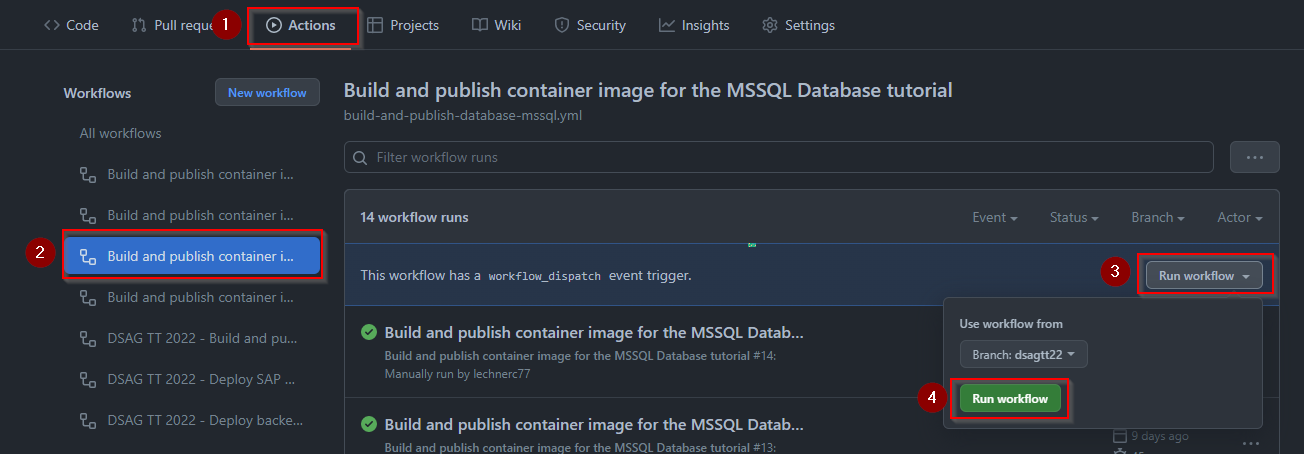 Code Pull reque 1 Actions Projects Wiki Security Insights Settings
Workflows New workflow
All workflows
Build and publish container i...
Build and publish container i...
2 Build and publish container i...
Build and publish container i...
DSAG TT 2022 - Build and pu...
DSAG TT 2022 - Deploy SAP ...
DSAG TT 2022 - Deploy backe...
Build and publish container image for the MSSQL Database tutorial
build-and-publish-database-mssql.yml
Filter workflow runs
14 workflow runs Event Status Branch Actor
This workflow has a workflow_dispatch event trigger. 3 Run workflow
Use workflow from
Branch: dsagtt22
4 Run workflow
Build and publish container image for the MSSQL Datab...
Build and publish container image for the MSSQL Database tutorial #14:
Manually run by lechnerc77
Build and publish container image for the MSSQL Datab...
Build and publish container image for the MSSQL Database tutorial #13:
9 days ago